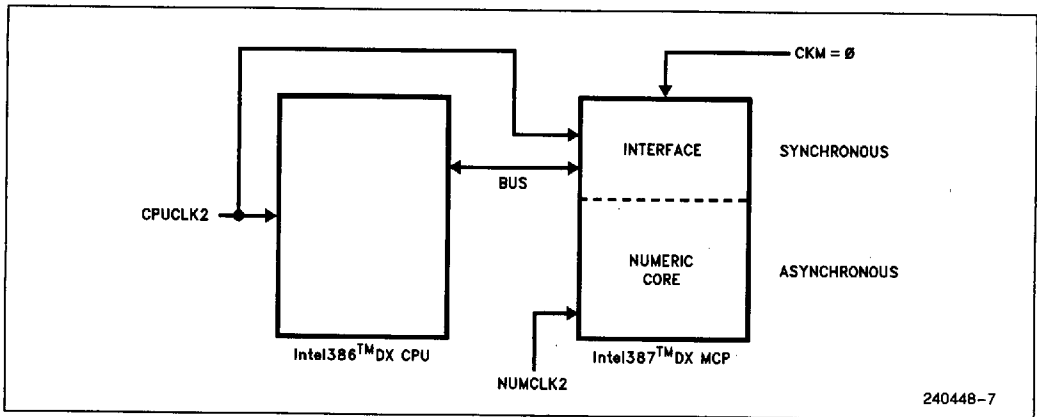 CKM = Ø
INTERFACE
SYNCHRONOUS
BUS
CPUCLK2
NUMERIC
CORE
ASYNCHRONOUS
Intel386™DX CPU
Intel387™DX MCP
NUMCLK2
240448-7